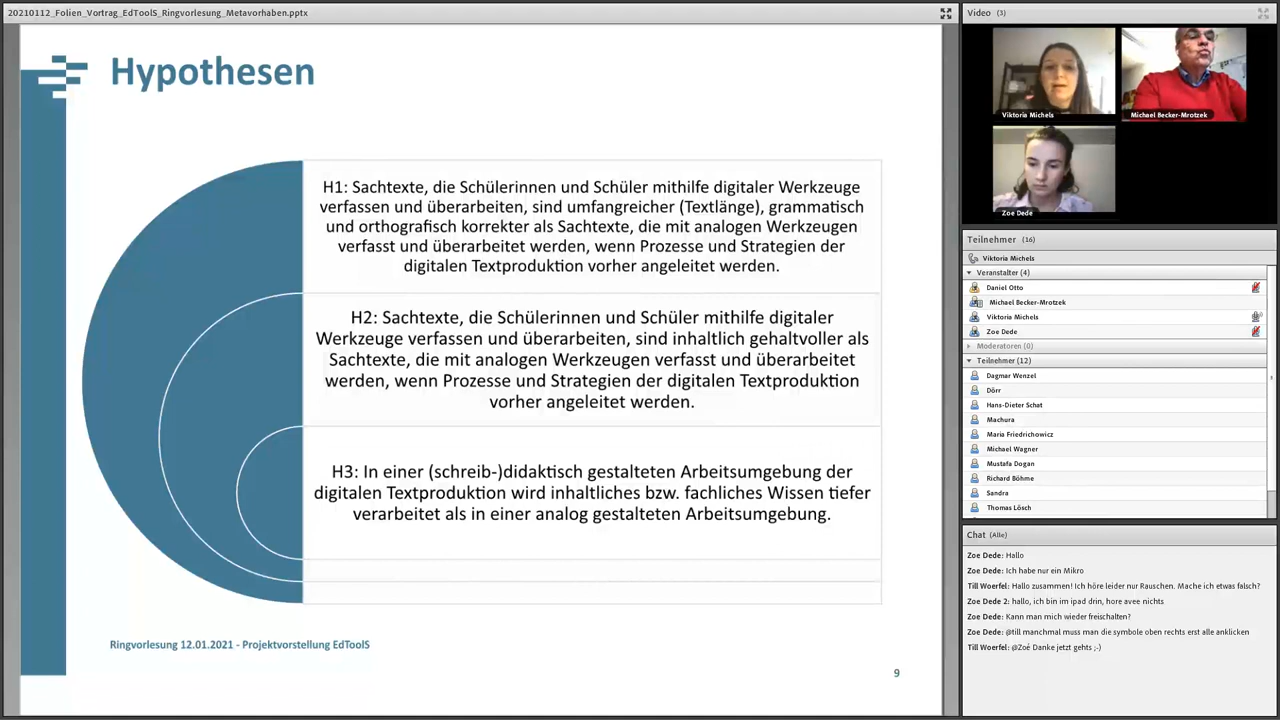 20210112_Folien_Vortrag_EdToolS_Ringvorlesung_Metavorhaben.pptx
Hypothesen
H1: Sachtexte, die Schülerinnen und Schüler mithilfe digitaler Werkzeuge
verfassen und überarbeiten, sind umfangreicher (Textlänge), grammatisch
und orthografisch korrekter als Sachtexte, die mit analogen Werkzeugen
verfasst und überarbeitet werden, wenn Prozesse und Strategien der
digitalen Textproduktion vorher angeleitet werden.
H2: Sachtexte, die Schülerinnen und Schüler mithilfe digitaler
Werkzeuge verfassen und überarbeiten, sind inhaltlich gehaltvoller als
Sachtexte, die mit analogen Werkzeugen verfasst und überarbeitet
werden, wenn Prozesse und Strategien der digitalen Textproduktion
vorher angeleitet werden.
H3: In einer (schreib-)didaktisch gestalteten Arbeitsumgebung der
digitalen Textproduktion wird inhaltliches bzw. fachliches Wissen tiefer
verarbeitet als in einer analog gestalteten Arbeitsumgebung.
Ringvorlesung 12.01.2021 - Projektvorstellung EdToolS
9
Video (3)
Viktoria Michels
Michael Becker-Mrotzek
Zoe Dede
Teilnehmer (16)
Viktoria Michels
Veranstalter (4)
Daniel Otto
Michael Becker-Mrotzek
Viktoria Michels
Zoe Dede
Moderatoren (0)
Teilnehmer (12)
Dagmar Wenzel
Dörr
Hans-Dieter Schat
Machura
Maria Friedrichowicz
Michael Wagner
Mustafa Dogan
Richard Böhme
Sandra
Thomas Lösch
Chat (Alle)
Zoe Dede: Hallo
Zoe Dede: Ich habe nur ein Mikro
Till Woerfel: Hallo zusammen! Ich höre leider nur Rauschen. Mache ich etwas falsch?
Zoe Dede 2: hallo, ich bin im ipad drin, hore avee nichts
Zoe Dede: Kann man mich wieder freischalten?
Zoe Dede: @till manchmal muss man die symbole oben rechts erst alle anklicken
Till Woerfel: @Zoé Danke jetzt gehts ;-)